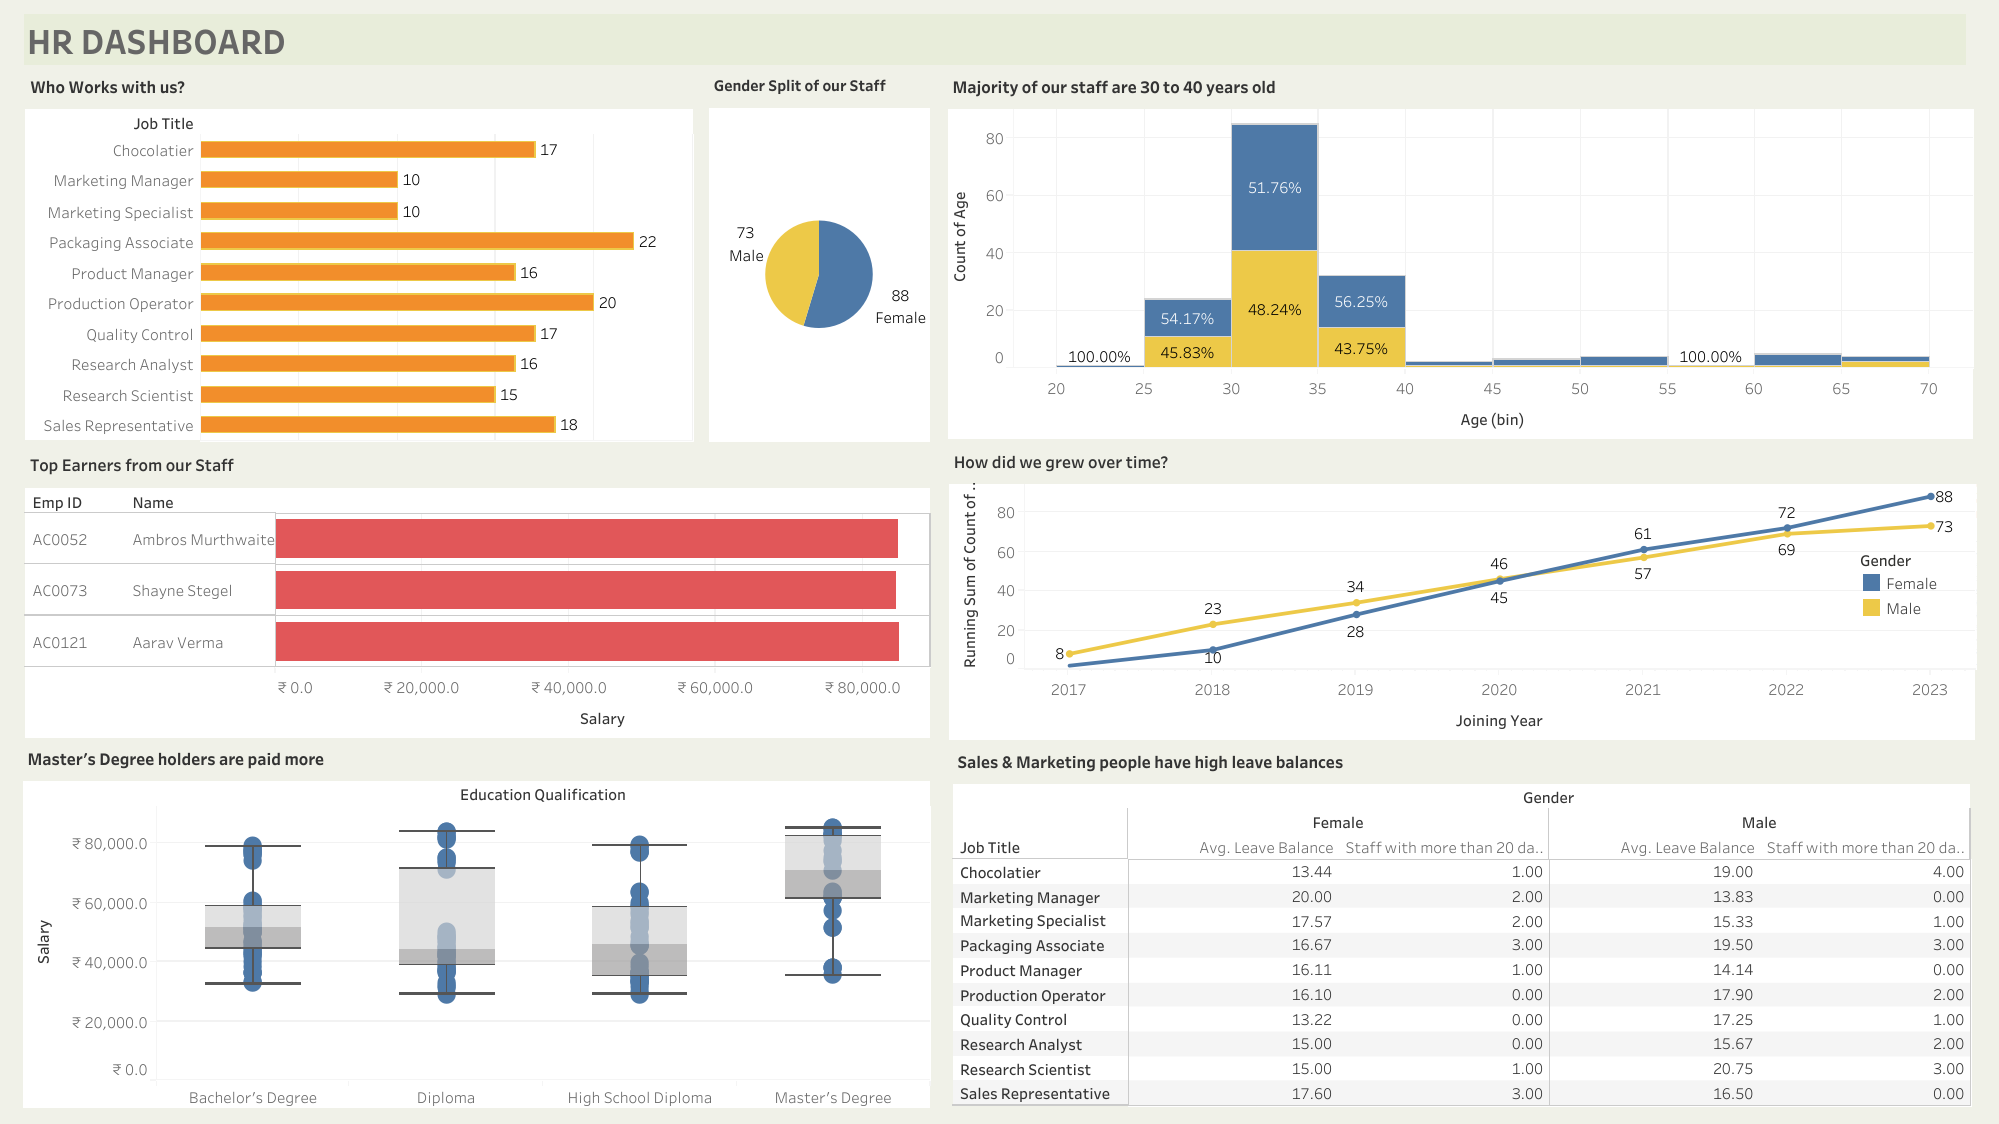 HR DASHBOARD
Who Works with us?
Job Title
Chocolatier 17
Marketing Manager 10
Marketing Specialist 10
Packaging Associate 22
Product Manager 16
Production Operator 20
Quality Control 17
Research Analyst 16
Research Scientist 15
Sales Representative 18
Gender Split of our Staff
73
Male
88
Female
Majority of our staff are 30 to 40 years old
Count of Age
80
60
40
20
0
51.76%
48.24%
54.17%
45.83%
56.25%
43.75%
100.00%
100.00%
20 25 30 35 40 45 50 55 60 65 70
Age (bin)
Top Earners from our Staff
Emp ID Name
AC0052 Ambros Murthwaite
AC0073 Shayne Stegel
AC0121 Aarav Verma
₹ 0.0 ₹ 20,000.0 ₹ 40,000.0 ₹ 60,000.0 ₹ 80,000.0
Salary
How did we grew over time?
Running Sum of Count of ..
80
60
40
20
0
8 23 34 46 61 72 88
10 28 45 57 69 73
Gender
Female
Male
2017 2018 2019 2020 2021 2022 2023
Joining Year
Master’s Degree holders are paid more
Education Qualification
Salary
₹ 80,000.0
₹ 60,000.0
₹ 40,000.0
₹ 20,000.0
₹ 0.0
Bachelor’s Degree Diploma High School Diploma Master’s Degree
Sales & Marketing people have high leave balances
Gender
Female Male
Job Title Avg. Leave Balance Staff with more than 20 da.. Avg. Leave Balance Staff with more than 20 da..
Chocolatier 13.44 1.00 19.00 4.00
Marketing Manager 20.00 2.00 13.83 0.00
Marketing Specialist 17.57 2.00 15.33 1.00
Packaging Associate 16.67 3.00 19.50 3.00
Product Manager 16.11 1.00 14.14 0.00
Production Operator 16.10 0.00 17.90 2.00
Quality Control 13.22 0.00 17.25 1.00
Research Analyst 15.00 0.00 15.67 2.00
Research Scientist 15.00 1.00 20.75 3.00
Sales Representative 17.60 3.00 16.50 0.00